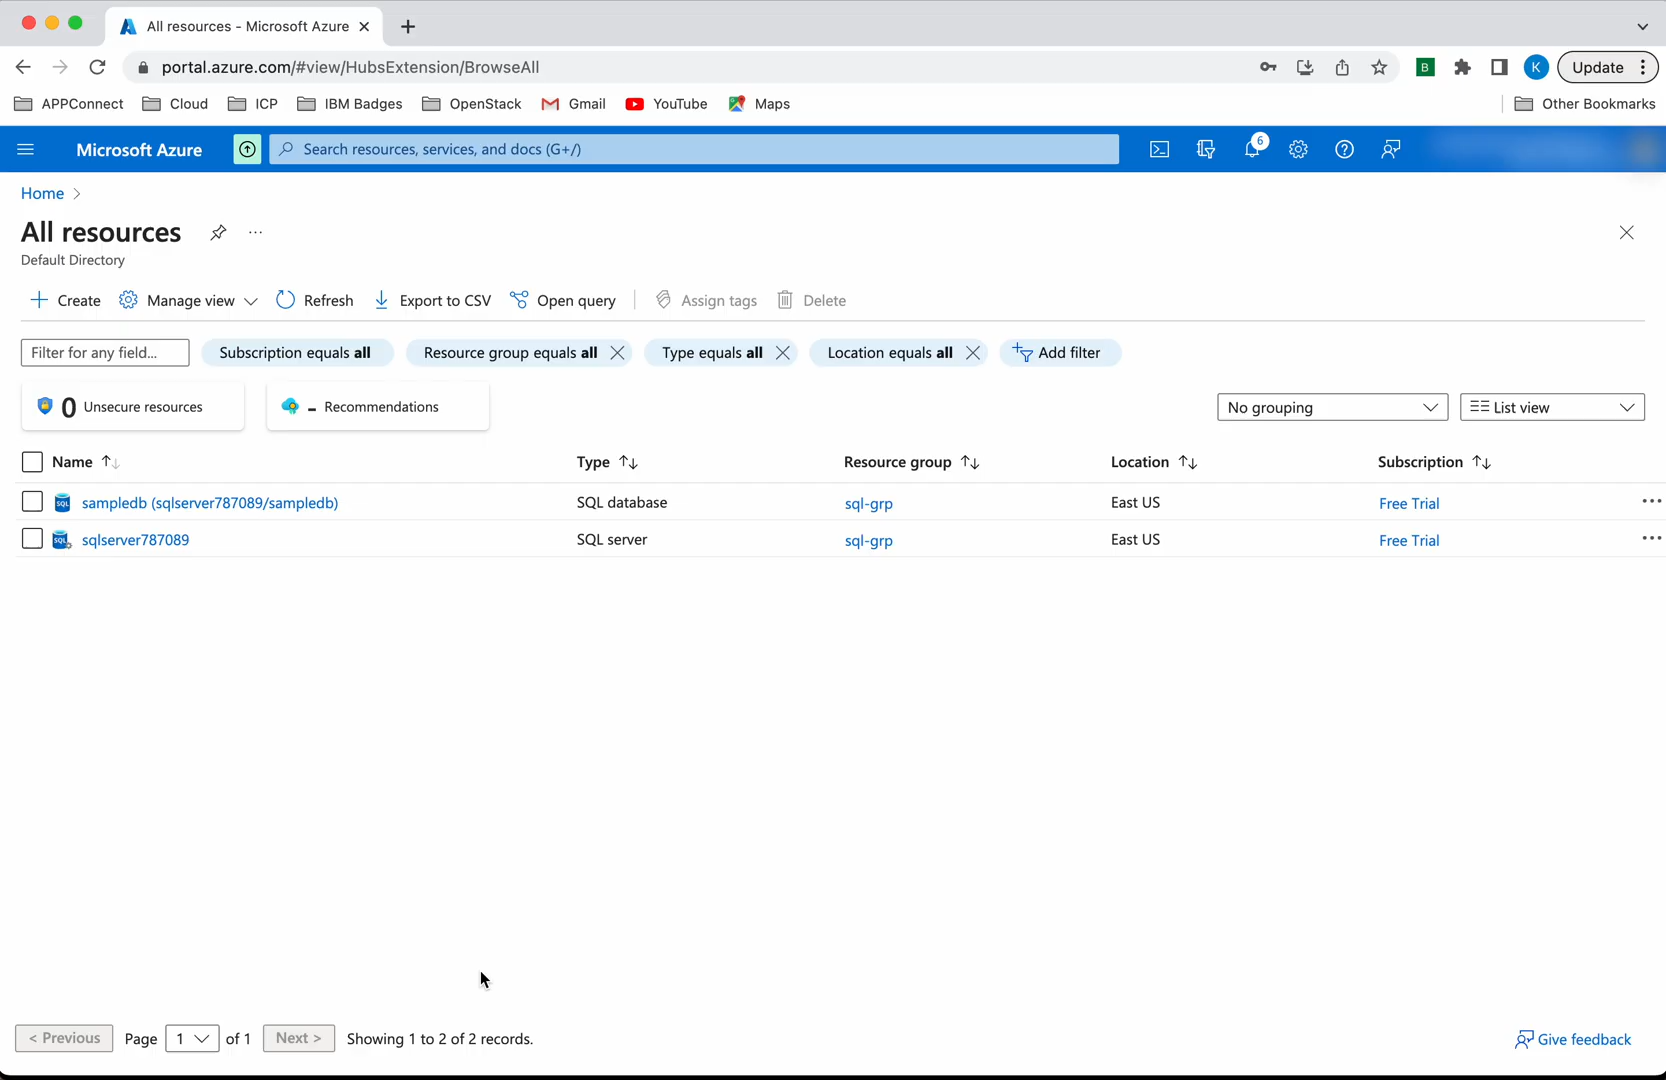 All resources - Microsoft Azure
portal.azure.com/#view/HubsExtension/BrowseAll
B
K
Update
APPConnect
Cloud
ICP
IBM Badges
OpenStack
Gmail
YouTube
Maps
Other Bookmarks
Microsoft Azure
Search resources, services, and docs (G+/)
6
Home >
All resources
...
Default Directory
Create
Manage view
Refresh
Export to CSV
Open query
Assign tags
Delete
Filter for any field...
Subscription equals all
Resource group equals all
Type equals all
Location equals all
Add filter
0 Unsecure resources
- Recommendations
No grouping
List view
Name
Type
Resource group
Location
Subscription
SQL sampledb (sqlserver787089/sampledb) SQL database sql-grp East US Free Trial ...
SQL sqlserver787089 SQL server sql-grp East US Free Trial ...
< Previous Page 1 of 1 Next > Showing 1 to 2 of 2 records.
Give feedback